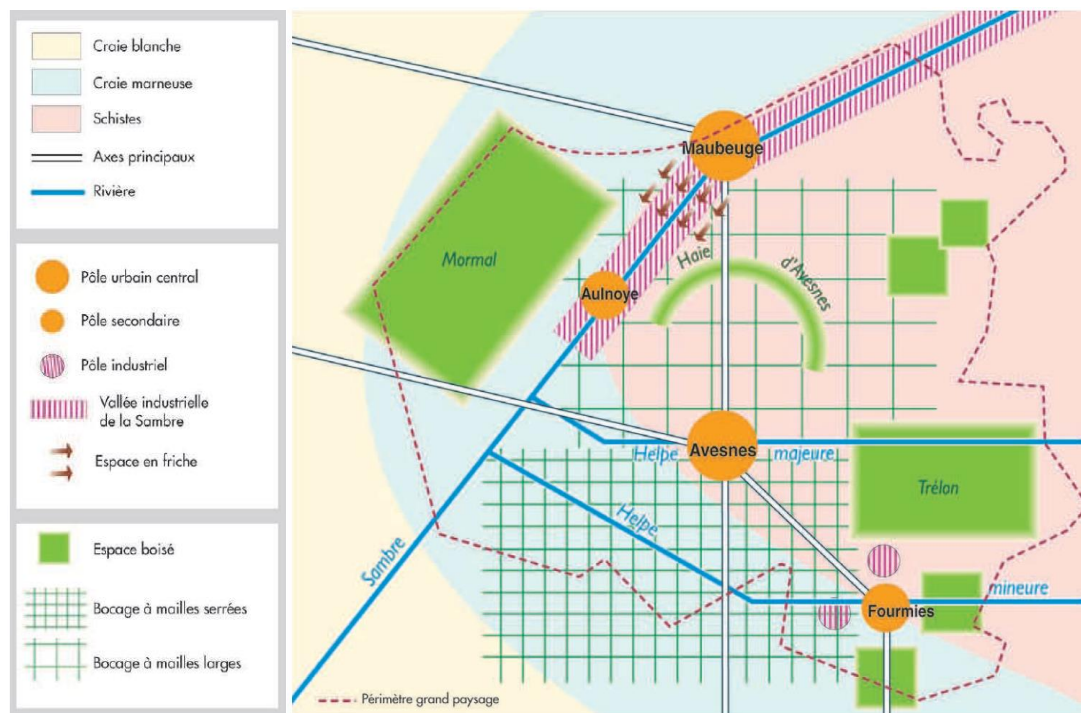 Craie blanche
Craie marneuse
Schistes
Axes principaux
Rivière
Pôle urbain central
Pôle secondaire
Pôle industriel
Vallée industrielle
de la Sambre
Espace en friche
Espace boisé
Bocage à mailles serrées
Bocage à mailles larges
Maubeuge
Mormal
Haie
d'Avesnes
Aulnoye
Avesnes
Helpe
majeure
Trélon
Helpe
Sambre
mineure
Fourmies
Périmètre grand paysage